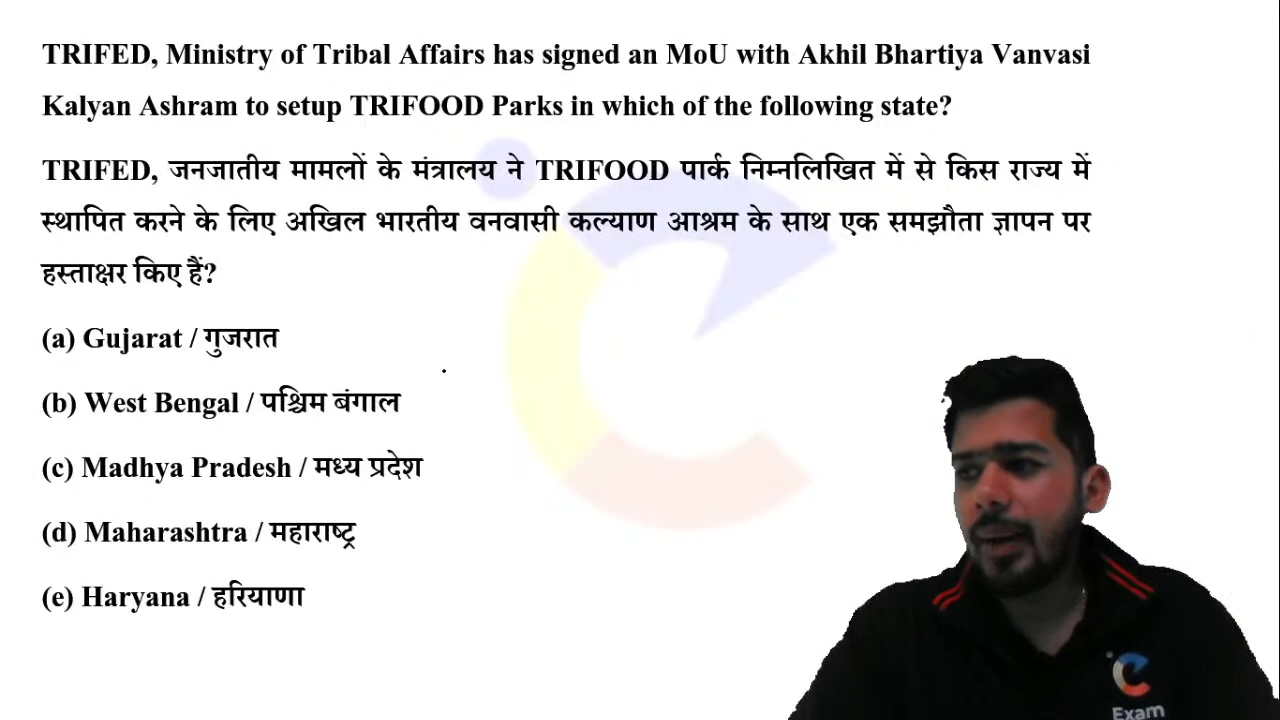 TRIFED, Ministry of Tribal Affairs has signed an MoU with Akhil Bhartiya Vanvasi
Kalyan Ashram to setup TRIFOOD Parks in which of the following state?
TRIFED, जनजातीय मामलों के मंत्रालय ने TRIFOOD पार्क निम्नलिखित में से किस राज्य में
स्थापित करने के लिए अखिल भारतीय वनवासी कल्याण आश्रम के साथ एक समझौता ज्ञापन पर
हस्ताक्षर किए हैं?
(a) Gujarat / गुजरात
(b) West Bengal / पश्चिम बंगाल
(c) Madhya Pradesh / मध्य प्रदेश
(d) Maharashtra / महाराष्ट्र
(e) Haryana / हरियाणा
Exam